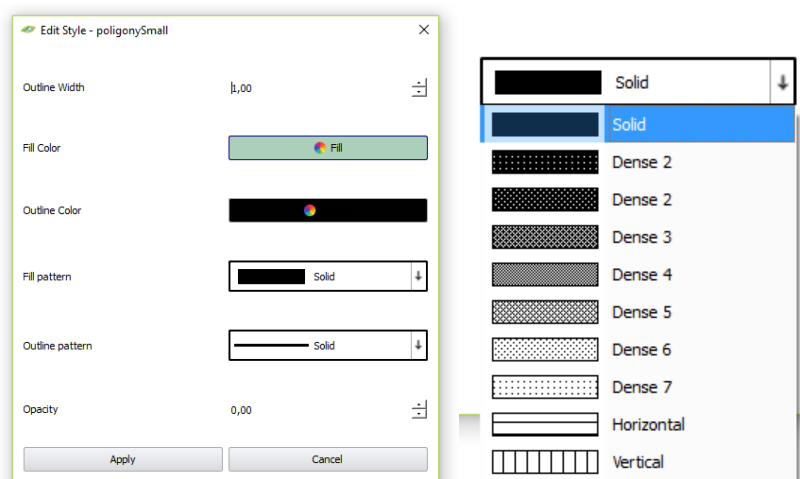 Edit Style - poligonySmall
Outline Width 1,00
Fill Color Fill
Outline Color
Fill pattern Solid
Outline pattern Solid
Opacity 0,00
Apply Cancel
Solid
Solid
Dense 2
Dense 2
Dense 3
Dense 4
Dense 5
Dense 6
Dense 7
Horizontal
Vertical